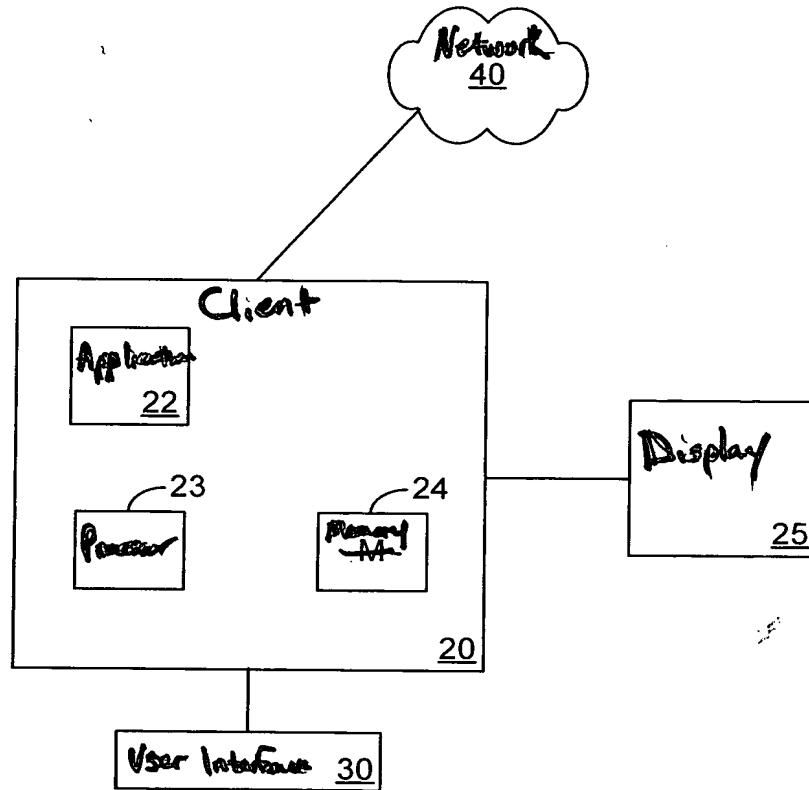 Network
40
Client
Application
22
23
Processor
24
Memory
M
Display
25
20
User Interface
30